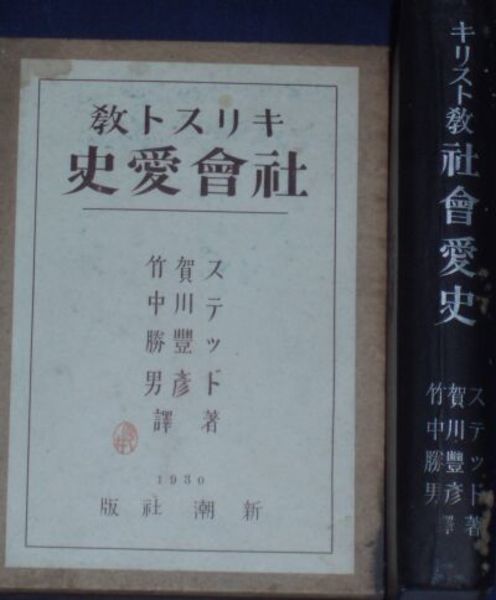 キリスト教
社會愛史
ステッド著
賀川豐彦
竹中勝男
譯
1930
新潮社版
キリスト教社會愛史
ステッド著
賀川豐彦
竹中勝男
譯